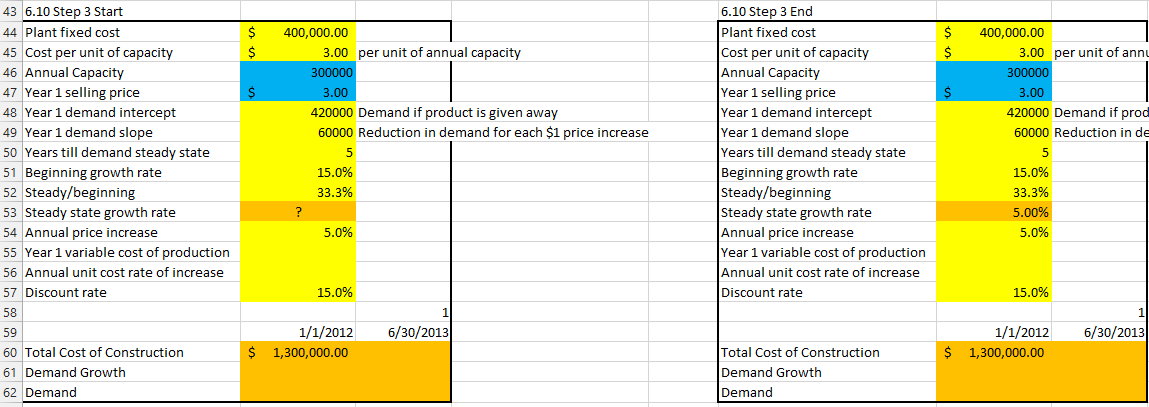 43 6.10 Step 3 Start 6.10 Step 3 End
44 Plant fixed cost $ 400,000.00 Plant fixed cost $ 400,000.00
45 Cost per unit of capacity $ 3.00 per unit of annual capacity Cost per unit of capacity $ 3.00 per unit of annu
46 Annual Capacity 300000 Annual Capacity 300000
47 Year 1 selling price $ 3.00 Year 1 selling price $ 3.00
48 Year 1 demand intercept 420000 Demand if product is given away Year 1 demand intercept 420000 Demand if prod
49 Year 1 demand slope 60000 Reduction in demand for each $1 price increase Year 1 demand slope 60000 Reduction in de
50 Years till demand steady state 5 Years till demand steady state 5
51 Beginning growth rate 15.0% Beginning growth rate 15.0%
52 Steady/beginning 33.3% Steady/beginning 33.3%
53 Steady state growth rate ? Steady state growth rate 5.00%
54 Annual price increase 5.0% Annual price increase 5.0%
55 Year 1 variable cost of production Year 1 variable cost of production
56 Annual unit cost rate of increase Annual unit cost rate of increase
57 Discount rate 15.0% Discount rate 15.0%
58 1 1
59 1/1/2012 6/30/2013 1/1/2012 6/30/2013
60 Total Cost of Construction $ 1,300,000.00 Total Cost of Construction $ 1,300,000.00
61 Demand Growth Demand Growth
62 Demand Demand